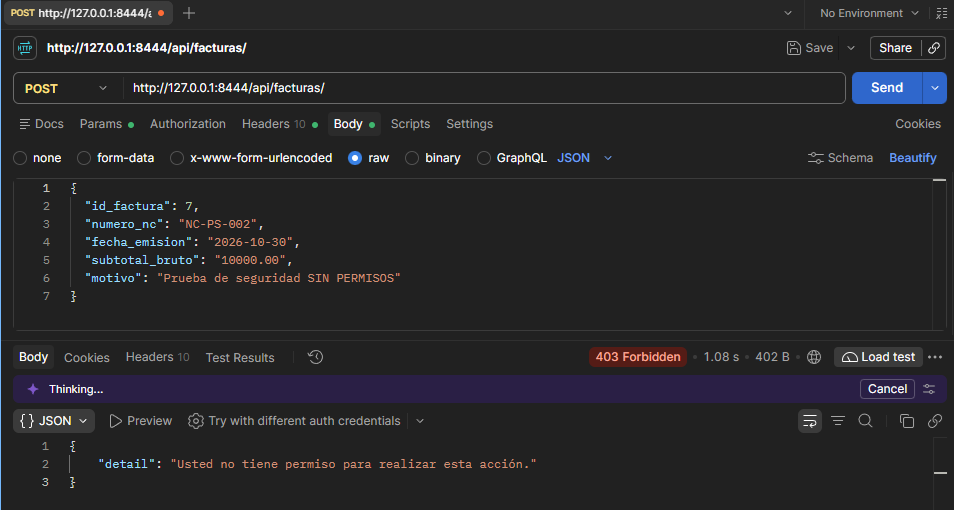 POST http://127.0.0.1:8444/a
No Environment
HTTP http://127.0.0.1:8444/api/facturas/ Save Share
POST http://127.0.0.1:8444/api/facturas/ Send
Docs Params Authorization Headers 10 Body Scripts Settings Cookies
none form-data x-www-form-urlencoded raw binary GraphQL JSON Schema Beautify
1 {
2 "id_factura": 7,
3 "numero_nc": "NC-PS-002",
4 "fecha_emision": "2026-10-30",
5 "subtotal_bruto": "10000.00",
6 "motivo": "Prueba de seguridad SIN PERMISOS"
7 }
Body Cookies Headers 10 Test Results 403 Forbidden • 1.08 s • 402 B • Load test
Thinking... Cancel
{} JSON Preview Try with different auth credentials
1 {
2 "detail": "Usted no tiene permiso para realizar esta acción."
3 }